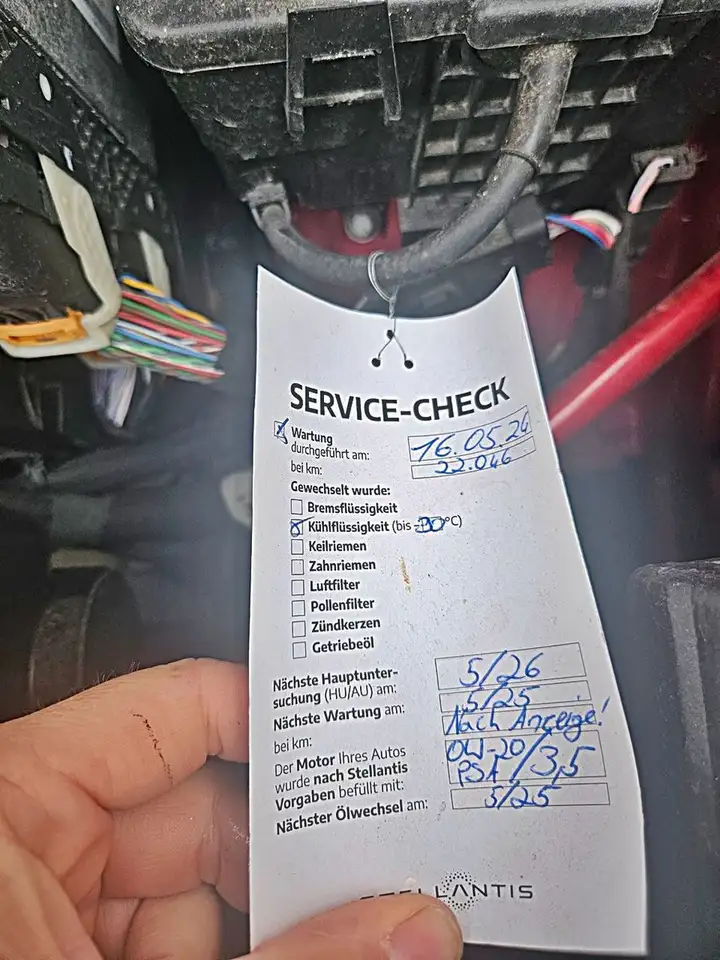 SERVICE-CHECK
Wartung
durchgeführt am: 16.05.24
bei km: 22.046
Gewechselt wurde:
Bremsflüssigkeit
Kühlflüssigkeit (bis -30°C)
Keilriemen
Zahnriemen
Luftfilter
Pollenfilter
Zündkerzen
Getriebeöl
Nächste Hauptunter-
suchung (HU/AU) am: 5/26
Nächste Wartung am: 5/25
bei km: Nach Anzeige!
Der Motor Ihres Autos
wurde nach Stellantis 0W-20
Vorgaben befüllt mit: PSA / 3,5
Nächster Ölwechsel am: 5/25
STELLANTIS